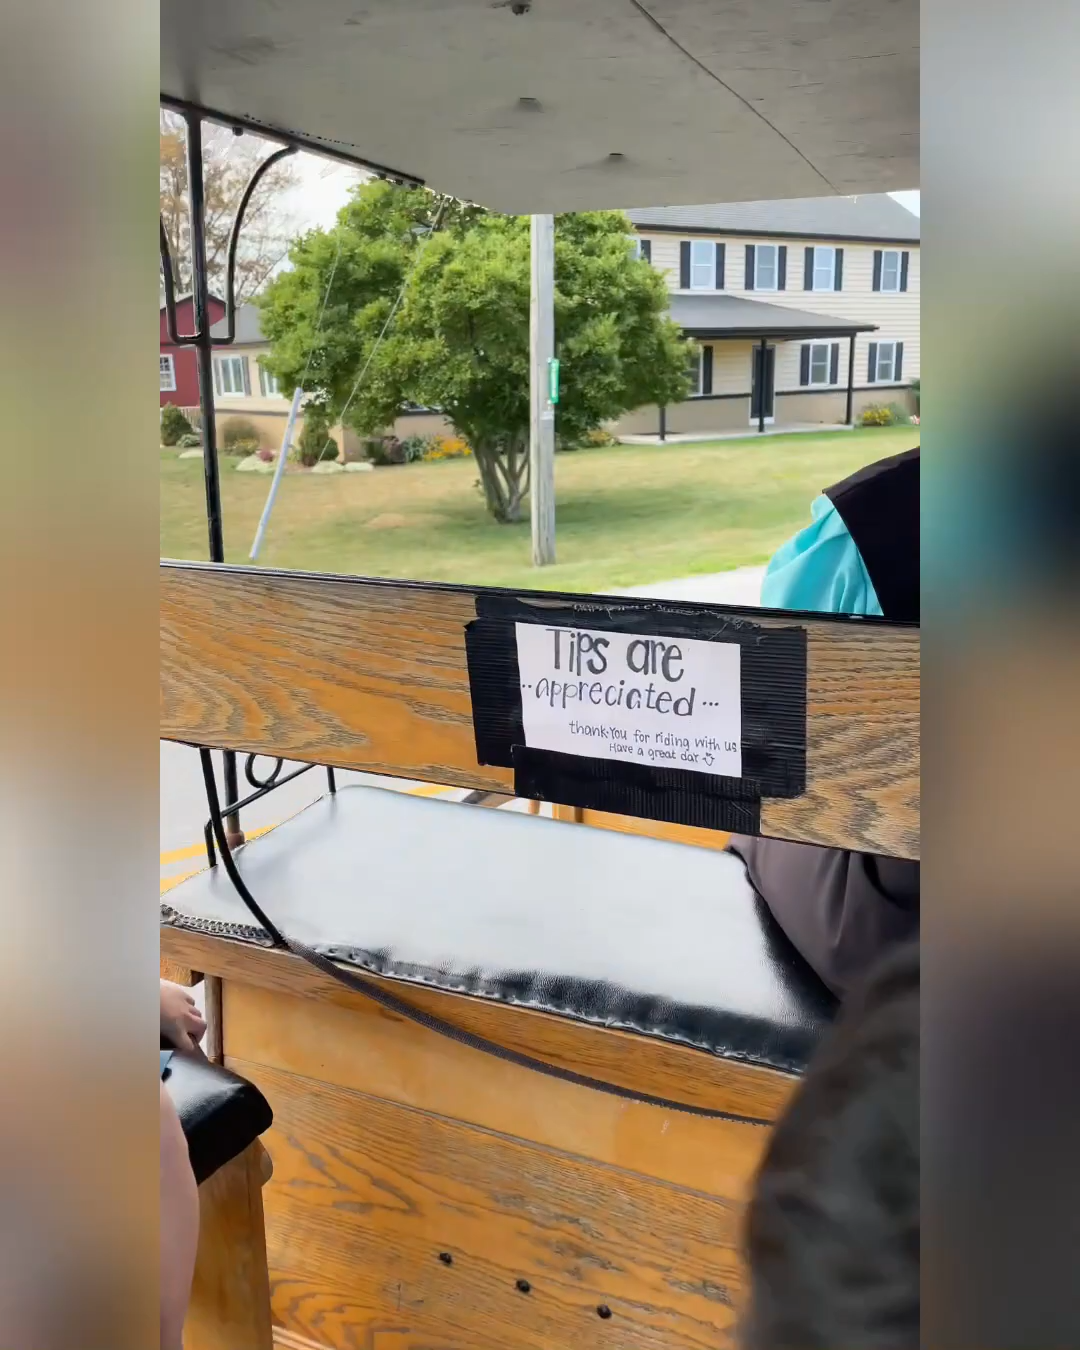 Tips are
..appreciated...
thank-you for riding with us
Have a great day